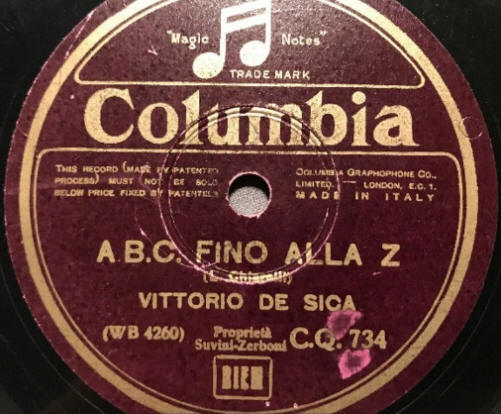 "Magic Notes"
TRADE MARK
Columbia
THIS RECORD (MADE BY PATENTED
PROCESS) MUST NOT BE SOLD
BELOW PRICE FIXED BY PATENTEES
COLUMBIA GRAPHOPHONE CO.,
LIMITED. — LONDON, E.C. 1.
MADE IN ITALY
A.B.C. FINO ALLA Z
(L. Chiarelli)
VITTORIO DE SICA
(WB 4260)
Proprietà
Suvini-Zerboni
C.Q. 734
BIEM